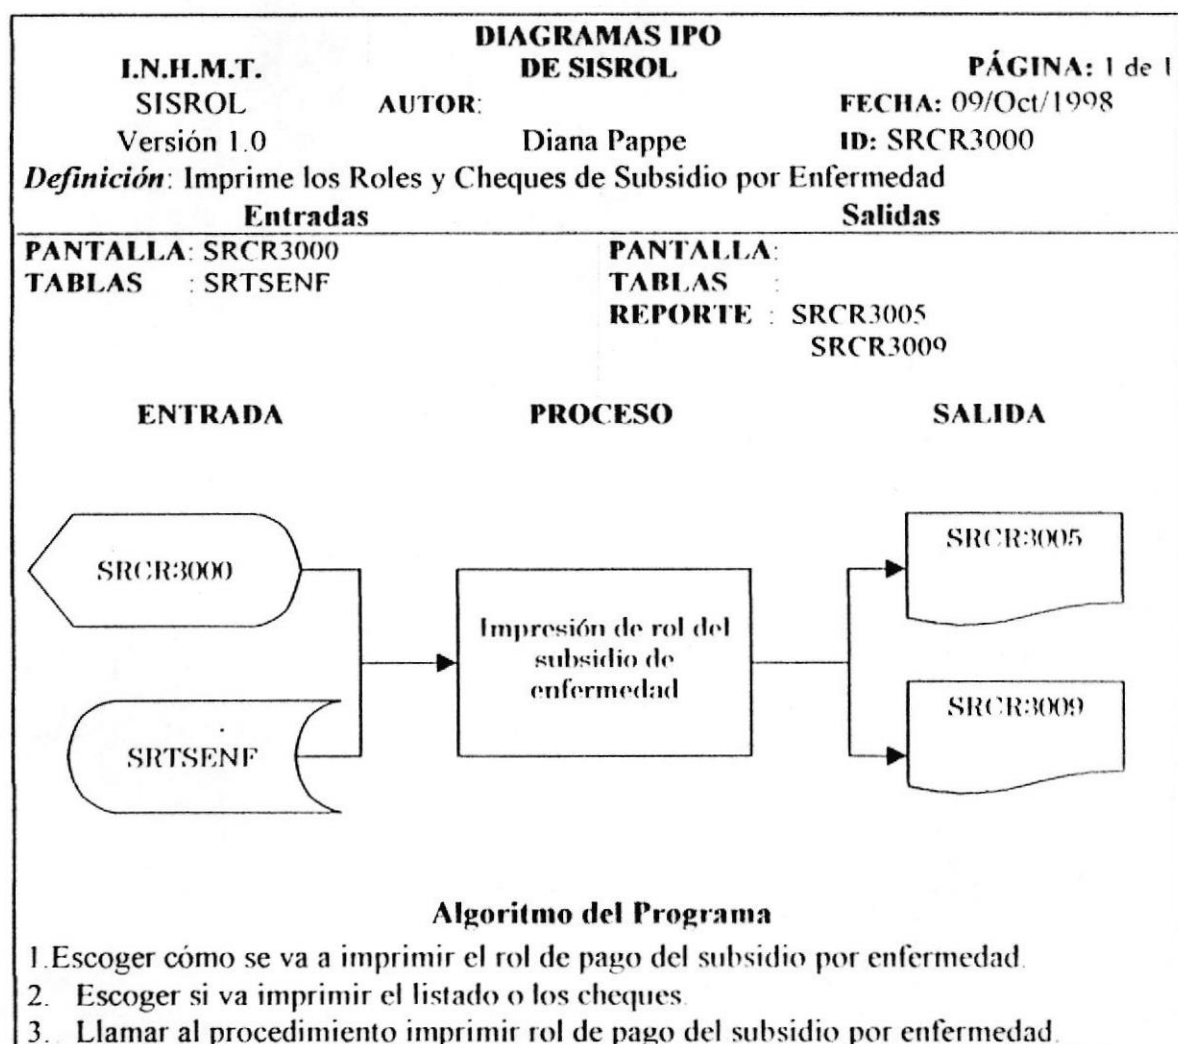 DIAGRAMAS IPO
I.N.H.M.T. DE SISROL PÁGINA: 1 de 1
SISROL AUTOR: FECHA: 09/Oct/1998
Versión 1.0 Diana Pappe ID: SRCR3000
Definición: Imprime los Roles y Cheques de Subsidio por Enfermedad
Entradas Salidas
PANTALLA: SRCR3000 PANTALLA:
TABLAS : SRTSENF TABLAS :
REPORTE : SRCR3005
SRCR3009
ENTRADA PROCESO SALIDA
SRCR3000
SRTSENF
Impresión de rol del
subsidio de
enfermedad
SRCR3005
SRCR3009
Algoritmo del Programa
1.Escoger cómo se va a imprimir el rol de pago del subsidio por enfermedad.
2. Escoger si va imprimir el listado o los cheques.
3. Llamar al procedimiento imprimir rol de pago del subsidio por enfermedad.